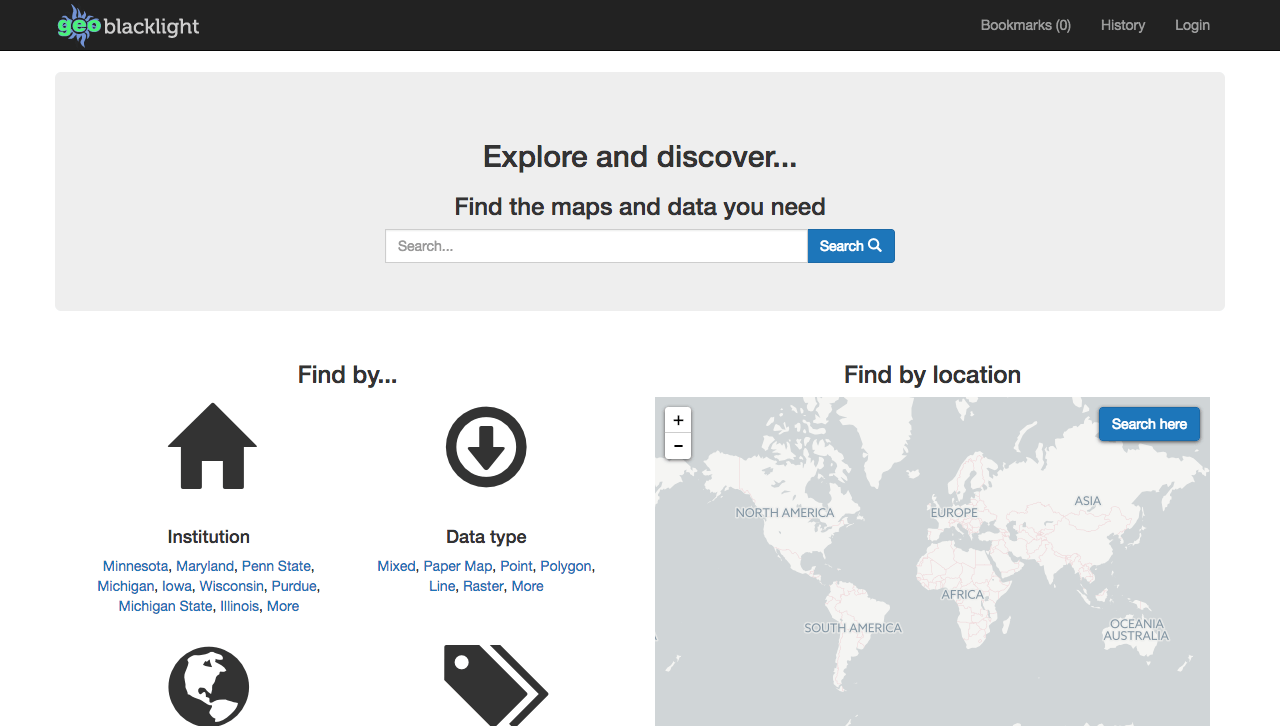 geoblacklight
Bookmarks (0) History Login
Explore and discover...
Find the maps and data you need
Search...
Search
Find by...
Institution
Minnesota, Maryland, Penn State,
Michigan, Iowa, Wisconsin, Purdue,
Michigan State, Illinois, More
Data type
Mixed, Paper Map, Point, Polygon,
Line, Raster, More
Find by location
+
-
Search here
NORTH AMERICA
EUROPE
ASIA
AFRICA
SOUTH AMERICA
OCEANIA
AUSTRALIA